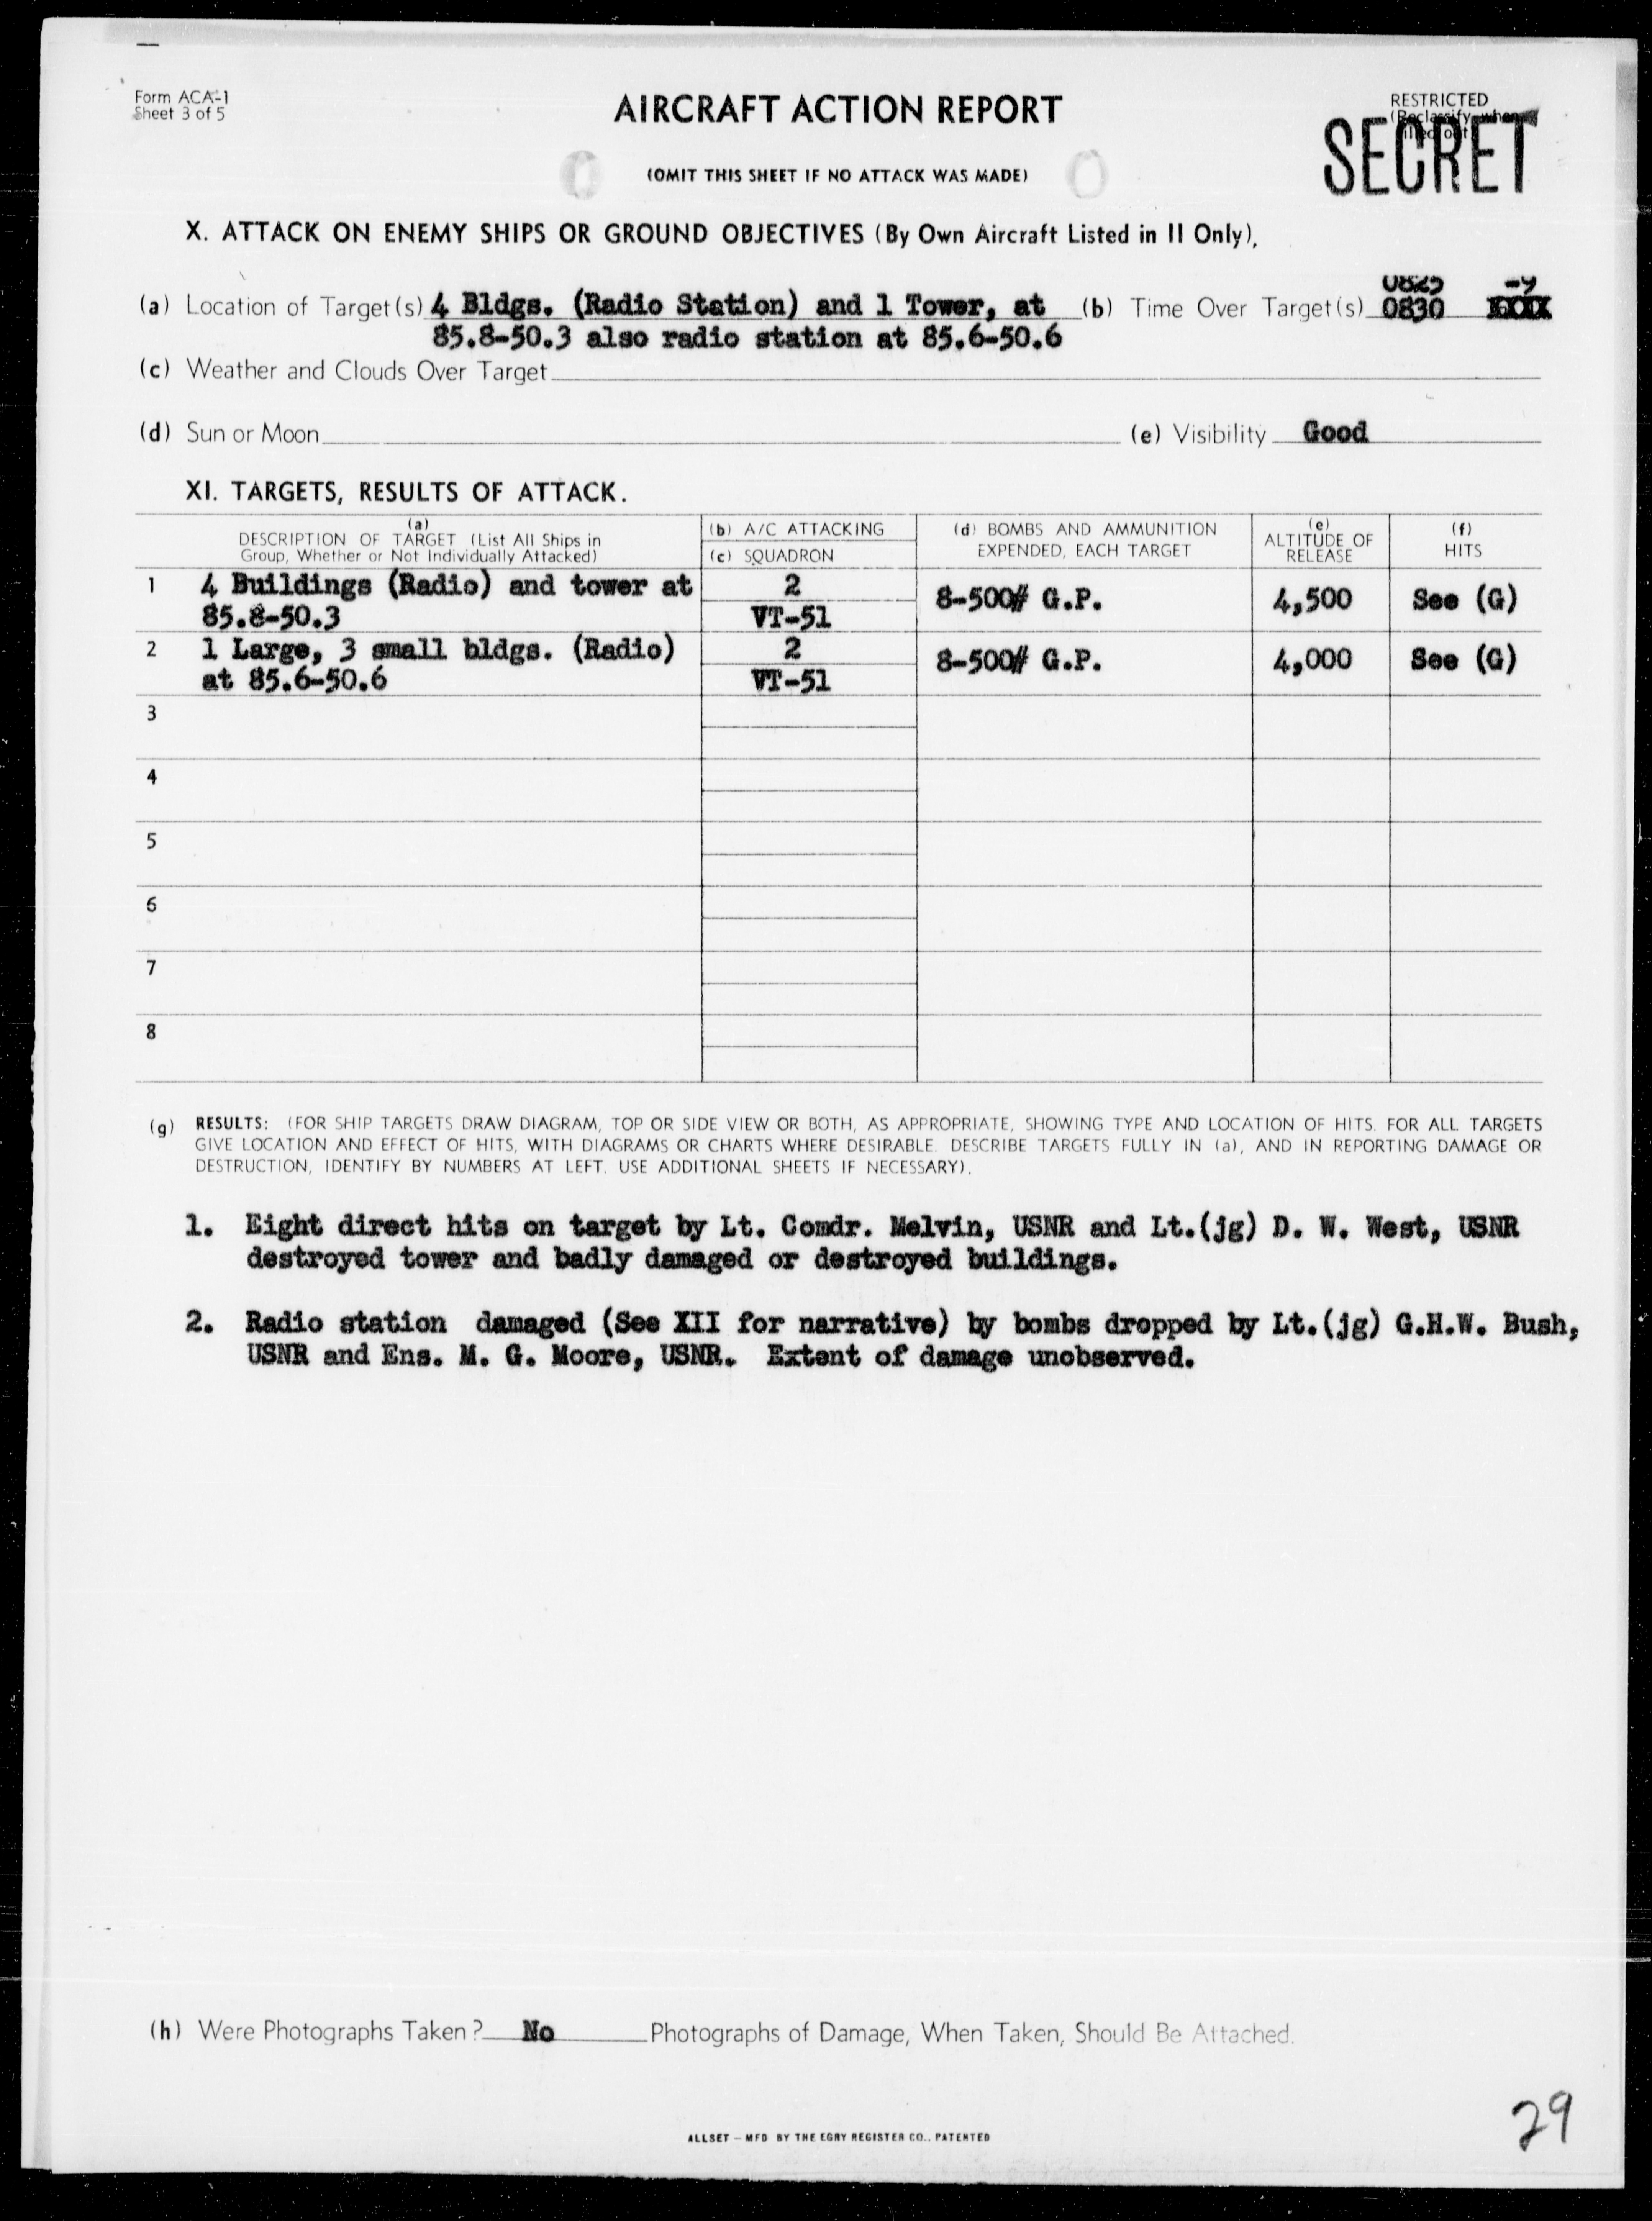 Form ACA-1
Sheet 3 of 5
AIRCRAFT ACTION REPORT
RESTRICTED
(Reclassify when
filled out)
SECRET
(OMIT THIS SHEET IF NO ATTACK WAS MADE)
X. ATTACK ON ENEMY SHIPS OR GROUND OBJECTIVES (By Own Aircraft Listed in II Only),
0825 -9
(a) Location of Target(s) 4 Bldgs. (Radio Station) and 1 Tower, at (b) Time Over Target(s) 0830
85.8-50.3 also radio station at 85.6-50.6
(c) Weather and Clouds Over Target
(d) Sun or Moon (e) Visibility Good
XI. TARGETS, RESULTS OF ATTACK.
(a)
DESCRIPTION OF TARGET (List All Ships in
Group, Whether or Not Individually Attacked)
(b) A/C ATTACKING
(c) SQUADRON
(d) BOMBS AND AMMUNITION
EXPENDED, EACH TARGET
(e)
ALTITUDE OF
RELEASE
(f)
HITS
1 4 Buildings (Radio) and tower at 2 8-500# G.P. 4,500 See (G)
85.8-50.3 VT-51
2 1 Large, 3 small bldgs. (Radio) 2 8-500# G.P. 4,000 See (G)
at 85.6-50.6 VT-51
3
4
5
6
7
8
(g) RESULTS: (FOR SHIP TARGETS DRAW DIAGRAM, TOP OR SIDE VIEW OR BOTH, AS APPROPRIATE, SHOWING TYPE AND LOCATION OF HITS. FOR ALL TARGETS
GIVE LOCATION AND EFFECT OF HITS, WITH DIAGRAMS OR CHARTS WHERE DESIRABLE. DESCRIBE TARGETS FULLY IN (a), AND IN REPORTING DAMAGE OR
DESTRUCTION, IDENTIFY BY NUMBERS AT LEFT. USE ADDITIONAL SHEETS IF NECESSARY).
1. Eight direct hits on target by Lt. Comdr. Melvin, USNR and Lt.(jg) D. W. West, USNR
destroyed tower and badly damaged or destroyed buildings.
2. Radio station damaged (See XII for narrative) by bombs dropped by Lt.(jg) G.H.W. Bush,
USNR and Ens. M. G. Moore, USNR. Extent of damage unobserved.
(h) Were Photographs Taken? No Photographs of Damage, When Taken, Should Be Attached.
29
ALLSET - MFD BY THE EGRY REGISTER CO., PATENTED